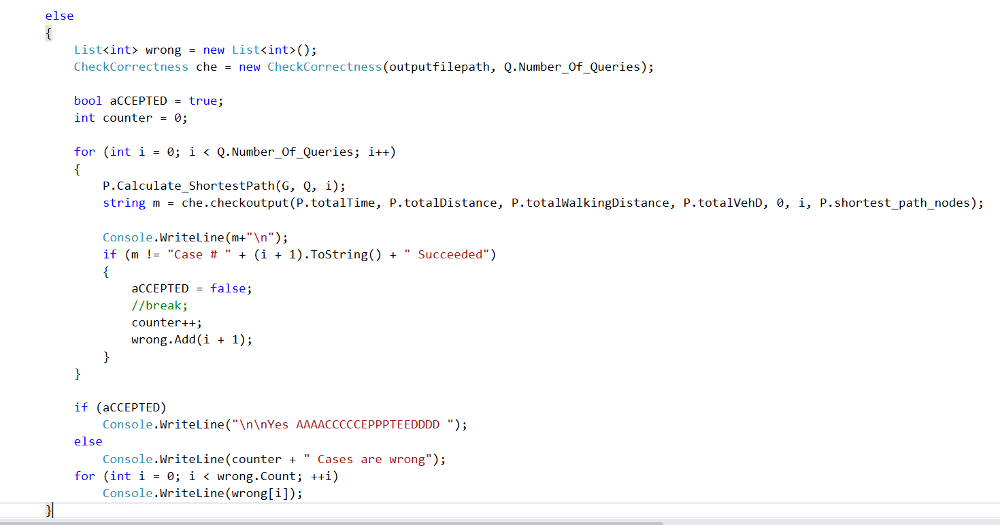 else
{
List<int> wrong = new List<int>();
CheckCorrectness che = new CheckCorrectness(outputfilepath, Q.Number_Of_Queries);
bool aCCEPTED = true;
int counter = 0;
for (int i = 0; i < Q.Number_Of_Queries; i++)
{
P.Calculate_ShortestPath(G, Q, i);
string m = che.checkoutput(P.totalTime, P.totalDistance, P.totalWalkingDistance, P.totalVehD, 0, i, P.shortest_path_nodes);
Console.WriteLine(m+"\n");
if (m != "Case # " + (i + 1).ToString() + " Succeeded")
{
aCCEPTED = false;
//break;
counter++;
wrong.Add(i + 1);
}
}
if (aCCEPTED)
Console.WriteLine("\n\nYes AAAACCCCCEPPPTEEDDDD ");
else
Console.WriteLine(counter + " Cases are wrong");
for (int i = 0; i < wrong.Count; ++i)
Console.WriteLine(wrong[i]);
}